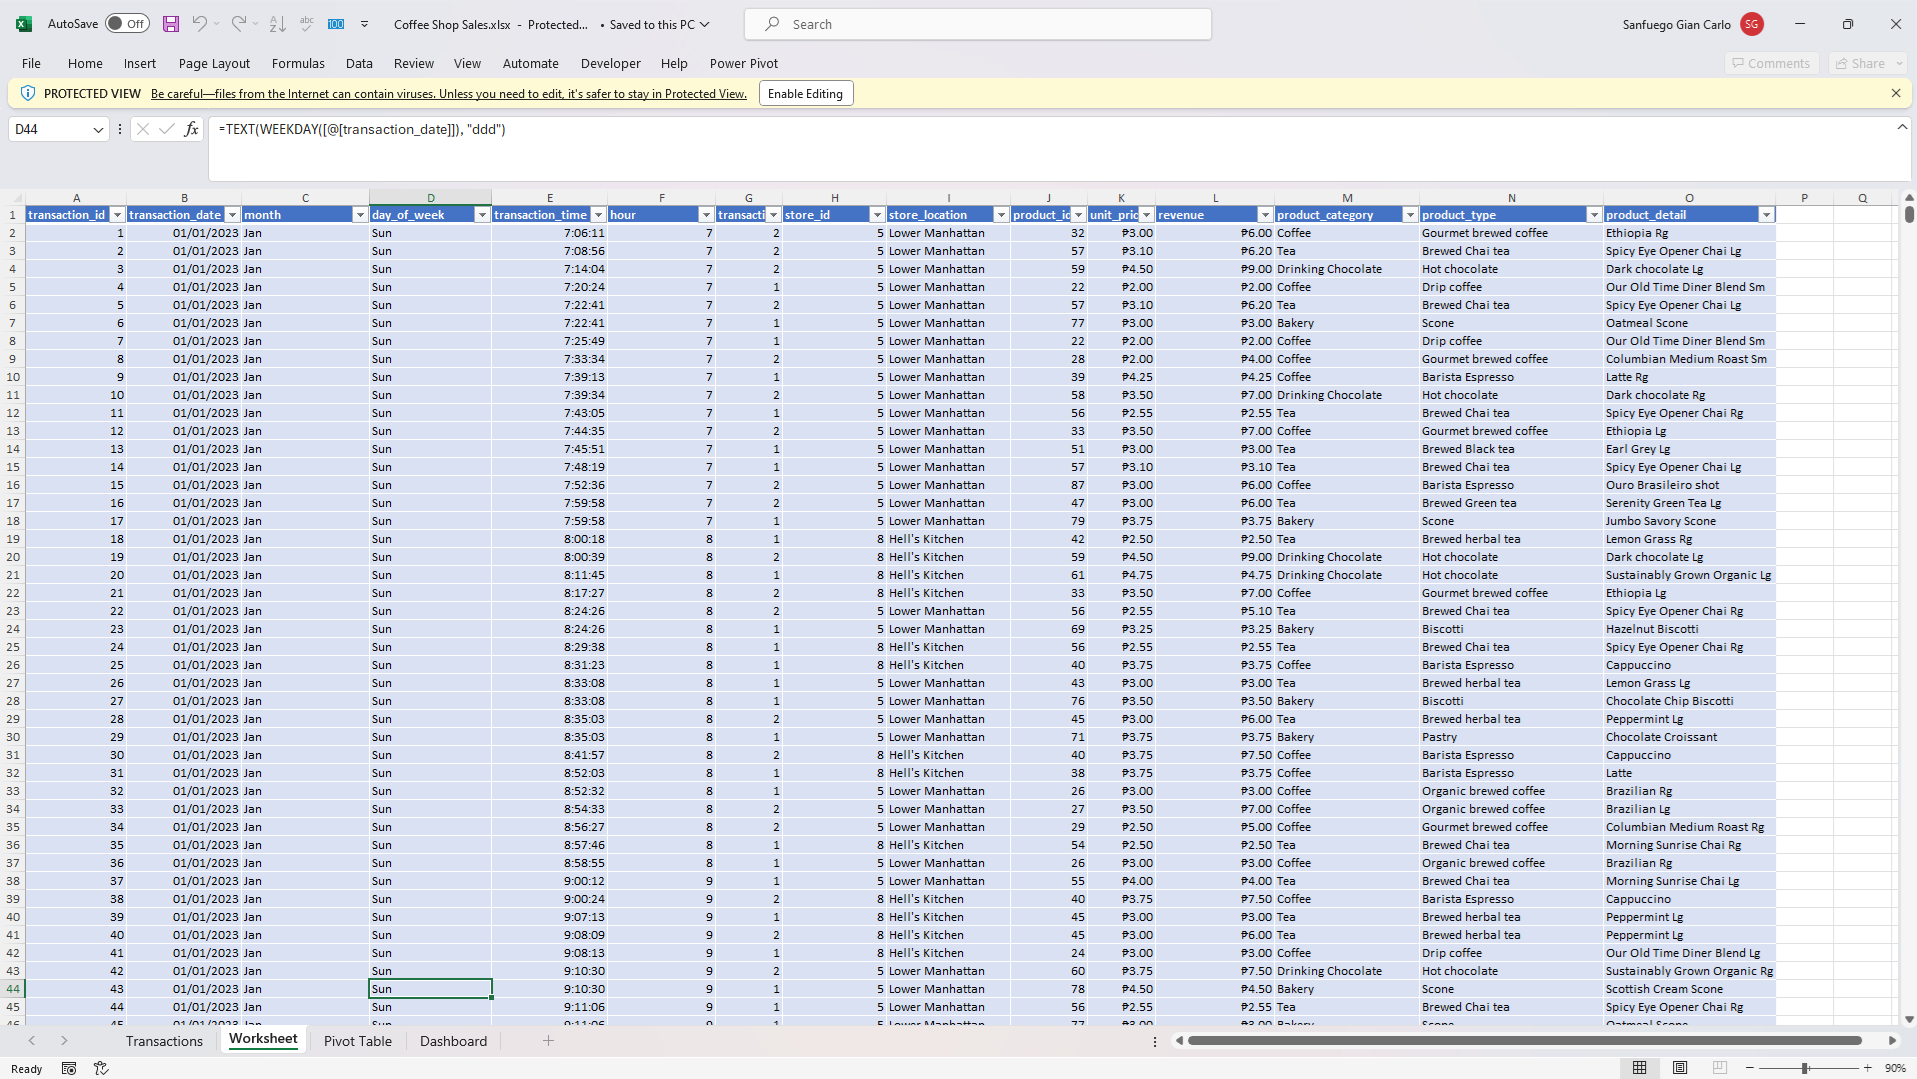 AutoSave Off Coffee Shop Sales.xlsx - Protected... • Saved to this PC Search Sanfuego Gian Carlo SG
File Home Insert Page Layout Formulas Data Review View Automate Developer Help Power Pivot Comments Share
PROTECTED VIEW Be careful—files from the Internet can contain viruses. Unless you need to edit, it's safer to stay in Protected View. Enable Editing
D44 fx =TEXT(WEEKDAY([@[transaction_date]]), "ddd")
A B C D E F G H I J K L M N O P Q
1 transaction_id transaction_date month day_of_week transaction_time hour transacti store_id store_location product_ic unit_pric revenue product_category product_type product_detail
2 1 01/01/2023 Jan Sun 7:06:11 7 2 5 Lower Manhattan 32 ₱3.00 ₱6.00 Coffee Gourmet brewed coffee Ethiopia Rg
3 2 01/01/2023 Jan Sun 7:08:56 7 2 5 Lower Manhattan 57 ₱3.10 ₱6.20 Tea Brewed Chai tea Spicy Eye Opener Chai Lg
4 3 01/01/2023 Jan Sun 7:14:04 7 2 5 Lower Manhattan 59 ₱4.50 ₱9.00 Drinking Chocolate Hot chocolate Dark chocolate Lg
5 4 01/01/2023 Jan Sun 7:20:24 7 1 5 Lower Manhattan 22 ₱2.00 ₱2.00 Coffee Drip coffee Our Old Time Diner Blend Sm
6 5 01/01/2023 Jan Sun 7:22:41 7 2 5 Lower Manhattan 57 ₱3.10 ₱6.20 Tea Brewed Chai tea Spicy Eye Opener Chai Lg
7 6 01/01/2023 Jan Sun 7:22:41 7 1 5 Lower Manhattan 77 ₱3.00 ₱3.00 Bakery Scone Oatmeal Scone
8 7 01/01/2023 Jan Sun 7:25:49 7 1 5 Lower Manhattan 22 ₱2.00 ₱2.00 Coffee Drip coffee Our Old Time Diner Blend Sm
9 8 01/01/2023 Jan Sun 7:33:34 7 2 5 Lower Manhattan 28 ₱2.00 ₱4.00 Coffee Gourmet brewed coffee Columbian Medium Roast Sm
10 9 01/01/2023 Jan Sun 7:39:13 7 1 5 Lower Manhattan 39 ₱4.25 ₱4.25 Coffee Barista Espresso Latte Rg
11 10 01/01/2023 Jan Sun 7:39:34 7 2 5 Lower Manhattan 58 ₱3.50 ₱7.00 Drinking Chocolate Hot chocolate Dark chocolate Rg
12 11 01/01/2023 Jan Sun 7:43:05 7 1 5 Lower Manhattan 56 ₱2.55 ₱2.55 Tea Brewed Chai tea Spicy Eye Opener Chai Rg
13 12 01/01/2023 Jan Sun 7:44:35 7 2 5 Lower Manhattan 33 ₱3.50 ₱7.00 Coffee Gourmet brewed coffee Ethiopia Lg
14 13 01/01/2023 Jan Sun 7:45:51 7 1 5 Lower Manhattan 51 ₱3.00 ₱3.00 Tea Brewed Black tea Earl Grey Lg
15 14 01/01/2023 Jan Sun 7:48:19 7 1 5 Lower Manhattan 57 ₱3.10 ₱3.10 Tea Brewed Chai tea Spicy Eye Opener Chai Lg
16 15 01/01/2023 Jan Sun 7:52:36 7 2 5 Lower Manhattan 87 ₱3.00 ₱6.00 Coffee Barista Espresso Ouro Brasileiro shot
17 16 01/01/2023 Jan Sun 7:59:58 7 2 5 Lower Manhattan 47 ₱3.00 ₱6.00 Tea Brewed Green tea Serenity Green Tea Lg
18 17 01/01/2023 Jan Sun 7:59:58 7 1 5 Lower Manhattan 79 ₱3.75 ₱3.75 Bakery Scone Jumbo Savory Scone
19 18 01/01/2023 Jan Sun 8:00:18 8 1 8 Hell's Kitchen 42 ₱2.50 ₱2.50 Tea Brewed herbal tea Lemon Grass Rg
20 19 01/01/2023 Jan Sun 8:00:39 8 2 8 Hell's Kitchen 59 ₱4.50 ₱9.00 Drinking Chocolate Hot chocolate Dark chocolate Lg
21 20 01/01/2023 Jan Sun 8:11:45 8 1 8 Hell's Kitchen 61 ₱4.75 ₱4.75 Drinking Chocolate Hot chocolate Sustainably Grown Organic Lg
22 21 01/01/2023 Jan Sun 8:17:27 8 2 8 Hell's Kitchen 33 ₱3.50 ₱7.00 Coffee Gourmet brewed coffee Ethiopia Lg
23 22 01/01/2023 Jan Sun 8:24:26 8 2 5 Lower Manhattan 56 ₱2.55 ₱5.10 Tea Brewed Chai tea Spicy Eye Opener Chai Rg
24 23 01/01/2023 Jan Sun 8:24:26 8 1 5 Lower Manhattan 69 ₱3.25 ₱3.25 Bakery Biscotti Hazelnut Biscotti
25 24 01/01/2023 Jan Sun 8:29:38 8 1 8 Hell's Kitchen 56 ₱2.55 ₱2.55 Tea Brewed Chai tea Spicy Eye Opener Chai Rg
26 25 01/01/2023 Jan Sun 8:31:23 8 1 8 Hell's Kitchen 40 ₱3.75 ₱3.75 Coffee Barista Espresso Cappuccino
27 26 01/01/2023 Jan Sun 8:33:08 8 1 5 Lower Manhattan 43 ₱3.00 ₱3.00 Tea Brewed herbal tea Lemon Grass Lg
28 27 01/01/2023 Jan Sun 8:33:08 8 1 5 Lower Manhattan 76 ₱3.50 ₱3.50 Bakery Biscotti Chocolate Chip Biscotti
29 28 01/01/2023 Jan Sun 8:35:03 8 2 5 Lower Manhattan 45 ₱3.00 ₱6.00 Tea Brewed herbal tea Peppermint Lg
30 29 01/01/2023 Jan Sun 8:35:03 8 1 5 Lower Manhattan 71 ₱3.75 ₱3.75 Bakery Pastry Chocolate Croissant
31 30 01/01/2023 Jan Sun 8:41:57 8 2 8 Hell's Kitchen 40 ₱3.75 ₱7.50 Coffee Barista Espresso Cappuccino
32 31 01/01/2023 Jan Sun 8:52:03 8 1 8 Hell's Kitchen 38 ₱3.75 ₱3.75 Coffee Barista Espresso Latte
33 32 01/01/2023 Jan Sun 8:52:32 8 1 5 Lower Manhattan 26 ₱3.00 ₱3.00 Coffee Organic brewed coffee Brazilian Rg
34 33 01/01/2023 Jan Sun 8:54:33 8 2 5 Lower Manhattan 27 ₱3.50 ₱7.00 Coffee Organic brewed coffee Brazilian Lg
35 34 01/01/2023 Jan Sun 8:56:27 8 2 5 Lower Manhattan 29 ₱2.50 ₱5.00 Coffee Gourmet brewed coffee Columbian Medium Roast Rg
36 35 01/01/2023 Jan Sun 8:57:46 8 1 8 Hell's Kitchen 54 ₱2.50 ₱2.50 Tea Brewed Chai tea Morning Sunrise Chai Rg
37 36 01/01/2023 Jan Sun 8:58:55 8 1 5 Lower Manhattan 26 ₱3.00 ₱3.00 Coffee Organic brewed coffee Brazilian Rg
38 37 01/01/2023 Jan Sun 9:00:12 9 1 5 Lower Manhattan 55 ₱4.00 ₱4.00 Tea Brewed Chai tea Morning Sunrise Chai Lg
39 38 01/01/2023 Jan Sun 9:00:24 9 2 8 Hell's Kitchen 40 ₱3.75 ₱7.50 Coffee Barista Espresso Cappuccino
40 39 01/01/2023 Jan Sun 9:07:13 9 1 8 Hell's Kitchen 45 ₱3.00 ₱3.00 Tea Brewed herbal tea Peppermint Lg
41 40 01/01/2023 Jan Sun 9:08:09 9 2 8 Hell's Kitchen 45 ₱3.00 ₱6.00 Tea Brewed herbal tea Peppermint Lg
42 41 01/01/2023 Jan Sun 9:08:13 9 1 8 Hell's Kitchen 24 ₱3.00 ₱3.00 Coffee Drip coffee Our Old Time Diner Blend Lg
43 42 01/01/2023 Jan Sun 9:10:30 9 2 5 Lower Manhattan 60 ₱3.75 ₱7.50 Drinking Chocolate Hot chocolate Sustainably Grown Organic Rg
44 43 01/01/2023 Jan Sun 9:10:30 9 1 5 Lower Manhattan 78 ₱4.50 ₱4.50 Bakery Scone Scottish Cream Scone
45 44 01/01/2023 Jan Sun 9:11:06 9 1 5 Lower Manhattan 56 ₱2.55 ₱2.55 Tea Brewed Chai tea Spicy Eye Opener Chai Rg
46 45 01/01/2023 Jan Sun 9:11:06 9 1 5 Lower Manhattan 77 ₱3.00 ₱3.00 Bakery Scone Oatmeal Scone
Transactions Worksheet Pivot Table Dashboard
Ready 90%